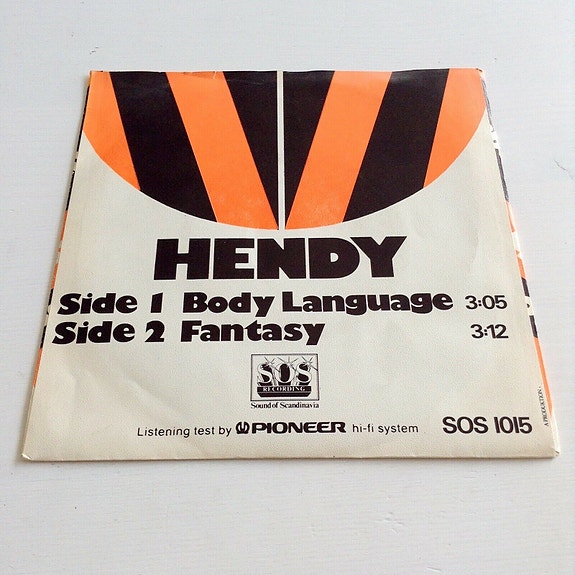 HENDY
Side 1 Body Language 3:05
Side 2 Fantasy 3:12
SOS
RECORDING
Sound of Scandinavia
Listening test by PIONEER hi-fi system SOS 1015
A PRODUKTION